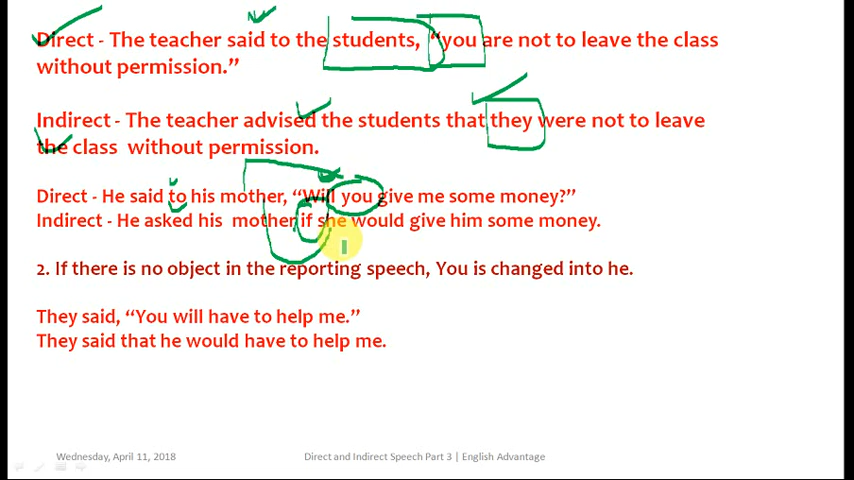 Direct - The teacher said to the students, “you are not to leave the class
without permission.”
Indirect - The teacher advised the students that they were not to leave
the class without permission.
Direct - He said to his mother, “Will you give me some money?”
Indirect - He asked his mother if she would give him some money.
2. If there is no object in the reporting speech, You is changed into he.
They said, “You will have to help me.”
They said that he would have to help me.
Wednesday, April 11, 2018
Direct and Indirect Speech Part 3 | English Advantage